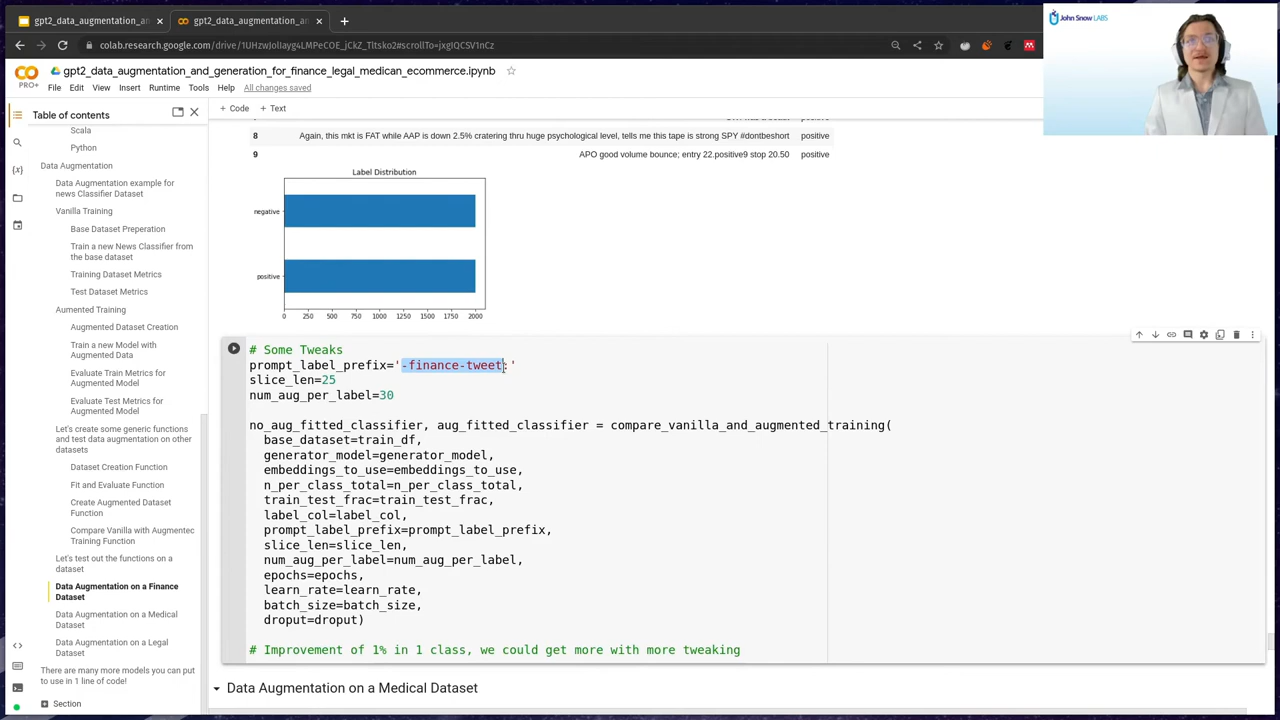 gpt2_data_augmentation_and_
gpt2_data_augmentation_an
colab.research.google.com/drive/1UHzwJoIIayg4LMPeCOE_jCkZ_Tltsko2#scrollTo=jxgIQCSV1nCz
John Snow LABS
PRO+
gpt2_data_augmentation_and_generation_for_finance_legal_medican_ecommerce.ipynb
File Edit View Insert Runtime Tools Help All changes saved
Table of contents
+ Code + Text
Scala
Python
Data Augmentation
Data Augmentation example for
news Classifier Dataset
Vanilla Training
Base Dataset Preperation
Train a new News Classifier from
the base dataset
Training Dataset Metrics
Test Dataset Metrics
Aumented Training
Augmented Dataset Creation
Train a new Model with
Augmented Data
Evaluate Train Metrics for
Augmented Model
Evaluate Test Metrics for
Augmented Model
Let's create some generic functions
and test data augmentation on other
datasets
Dataset Creation Function
Fit and Evaluate Function
Create Augmented Dataset
Function
Compare Vanilla with Augmentec
Training Function
Let's test out the functions on a
dataset
Data Augmentation on a Finance
Dataset
Data Augmentation on a Medical
Dataset
Data Augmentation on a Legal
Dataset
There are many more models you can put
to use in 1 line of code!
Section
8 Again, this mkt is FAT while AAP is down 2.5% cratering thru huge psychological level, tells me this tape is strong SPY #dontbeshort positive
9 APO good volume bounce; entry 22.positive9 stop 20.50 positive
Label Distribution
negative
positive
0 250 500 750 1000 1250 1500 1750 2000
# Some Tweaks
prompt_label_prefix='-finance-tweet:'
slice_len=25
num_aug_per_label=30
no_aug_fitted_classifier, aug_fitted_classifier = compare_vanilla_and_augmented_training(
base_dataset=train_df,
generator_model=generator_model,
embeddings_to_use=embeddings_to_use,
n_per_class_total=n_per_class_total,
train_test_frac=train_test_frac,
label_col=label_col,
prompt_label_prefix=prompt_label_prefix,
slice_len=slice_len,
num_aug_per_label=num_aug_per_label,
epochs=epochs,
learn_rate=learn_rate,
batch_size=batch_size,
droput=droput)
# Improvement of 1% in 1 class, we could get more with more tweaking
Data Augmentation on a Medical Dataset